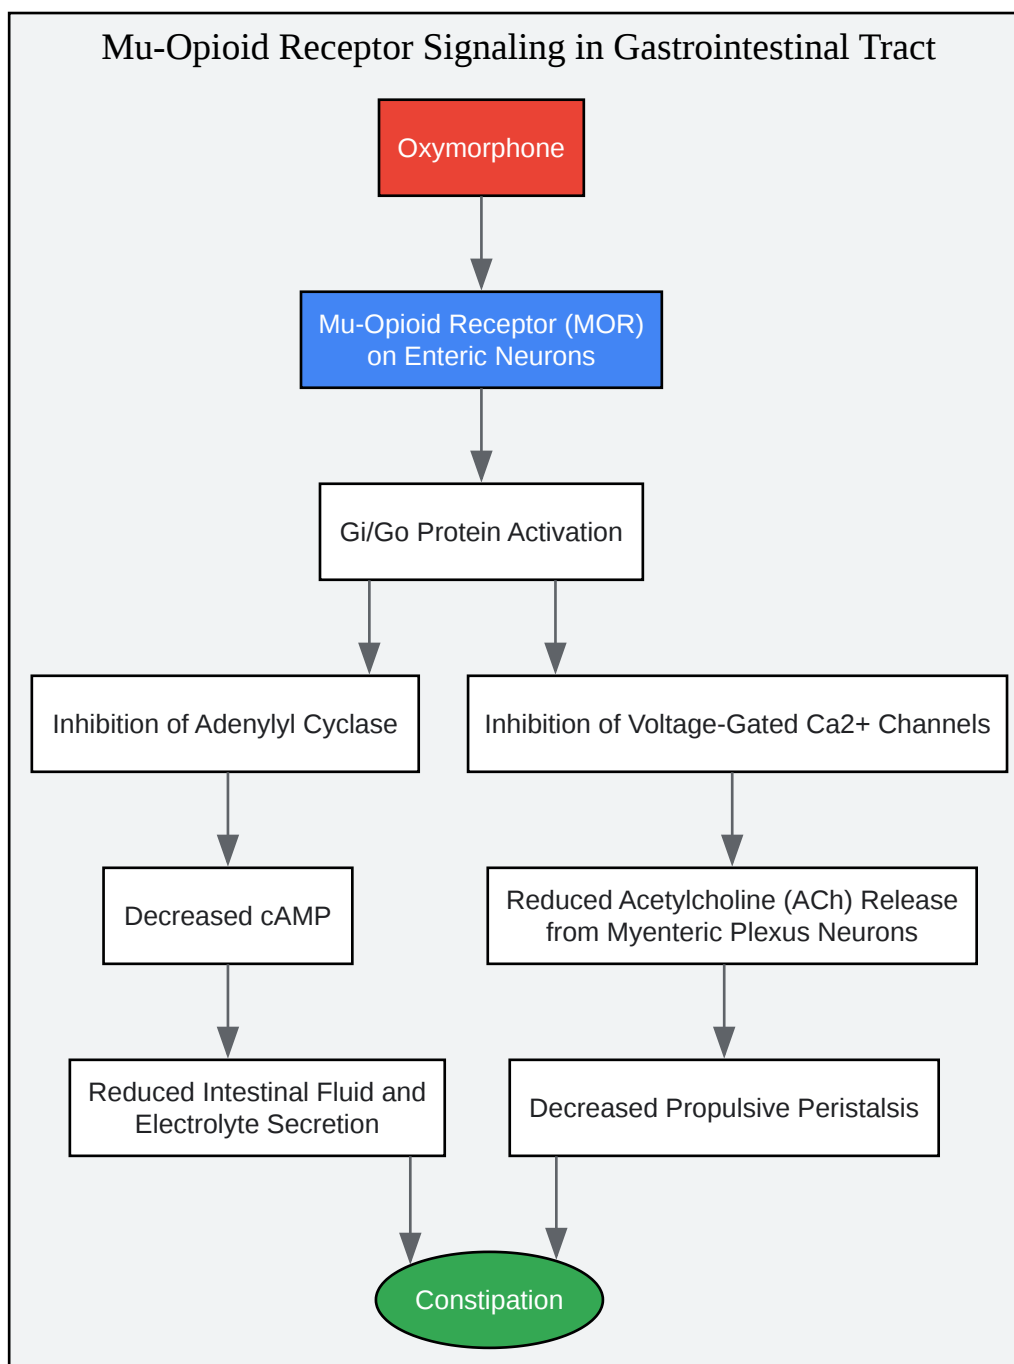 Mu-Opioid Receptor Signaling in Gastrointestinal Tract
Oxymorphone
Mu-Opioid Receptor (MOR)
on Enteric Neurons
Gi/Go Protein Activation
Inhibition of Adenylyl Cyclase
Inhibition of Voltage-Gated Ca2+ Channels
Decreased cAMP
Reduced Acetylcholine (ACh) Release
from Myenteric Plexus Neurons
Reduced Intestinal Fluid and
Electrolyte Secretion
Decreased Propulsive Peristalsis
Constipation